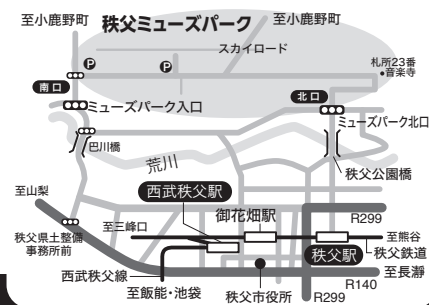 至小鹿野町
秩父ミューズパーク
至小鹿野町
スカイロード
P
P
札所23番
・音楽寺
南口
北口
ミューズパーク入口
ミューズパーク北口
巴川橋
荒川
秩父公園橋
至山梨
西武秩父駅
御花畑駅
R299
至三峰口
至熊谷
秩父鉄道
秩父県土整備
事務所前
秩父駅
至長瀞
西武秩父線
R140
至飯能・池袋
秩父市役所
R299